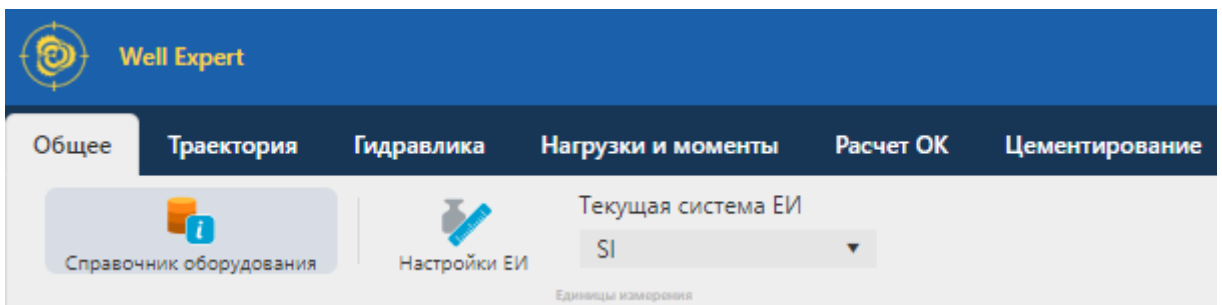 Well Expert
Общее Траектория Гидравлика Нагрузки и моменты Расчет ОК Цементирование
Текущая система ЕИ
SI
Справочник оборудования Настройки ЕИ
Единицы измерения